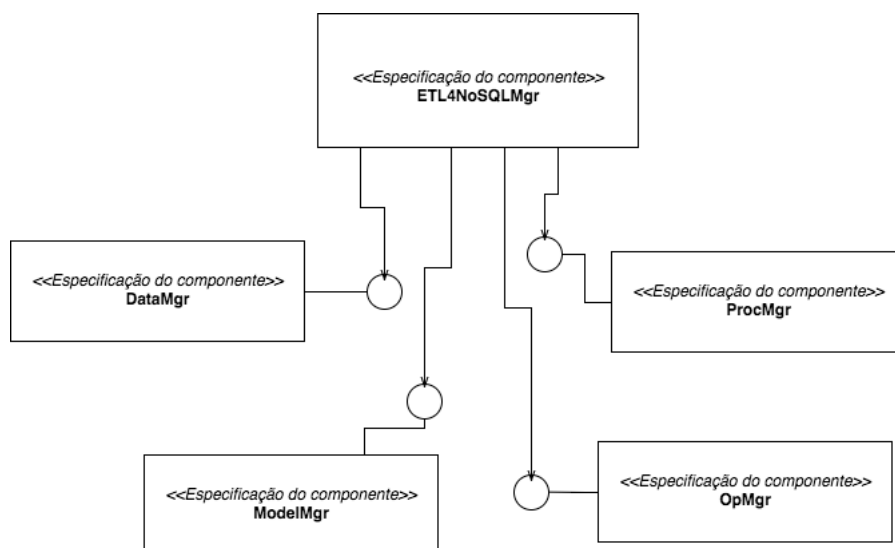 <<Especificação do componente>>
ETL4NoSQLMgr
<<Especificação do componente>>
DataMgr
<<Especificação do componente>>
ProcMgr
<<Especificação do componente>>
ModelMgr
<<Especificação do componente>>
OpMgr